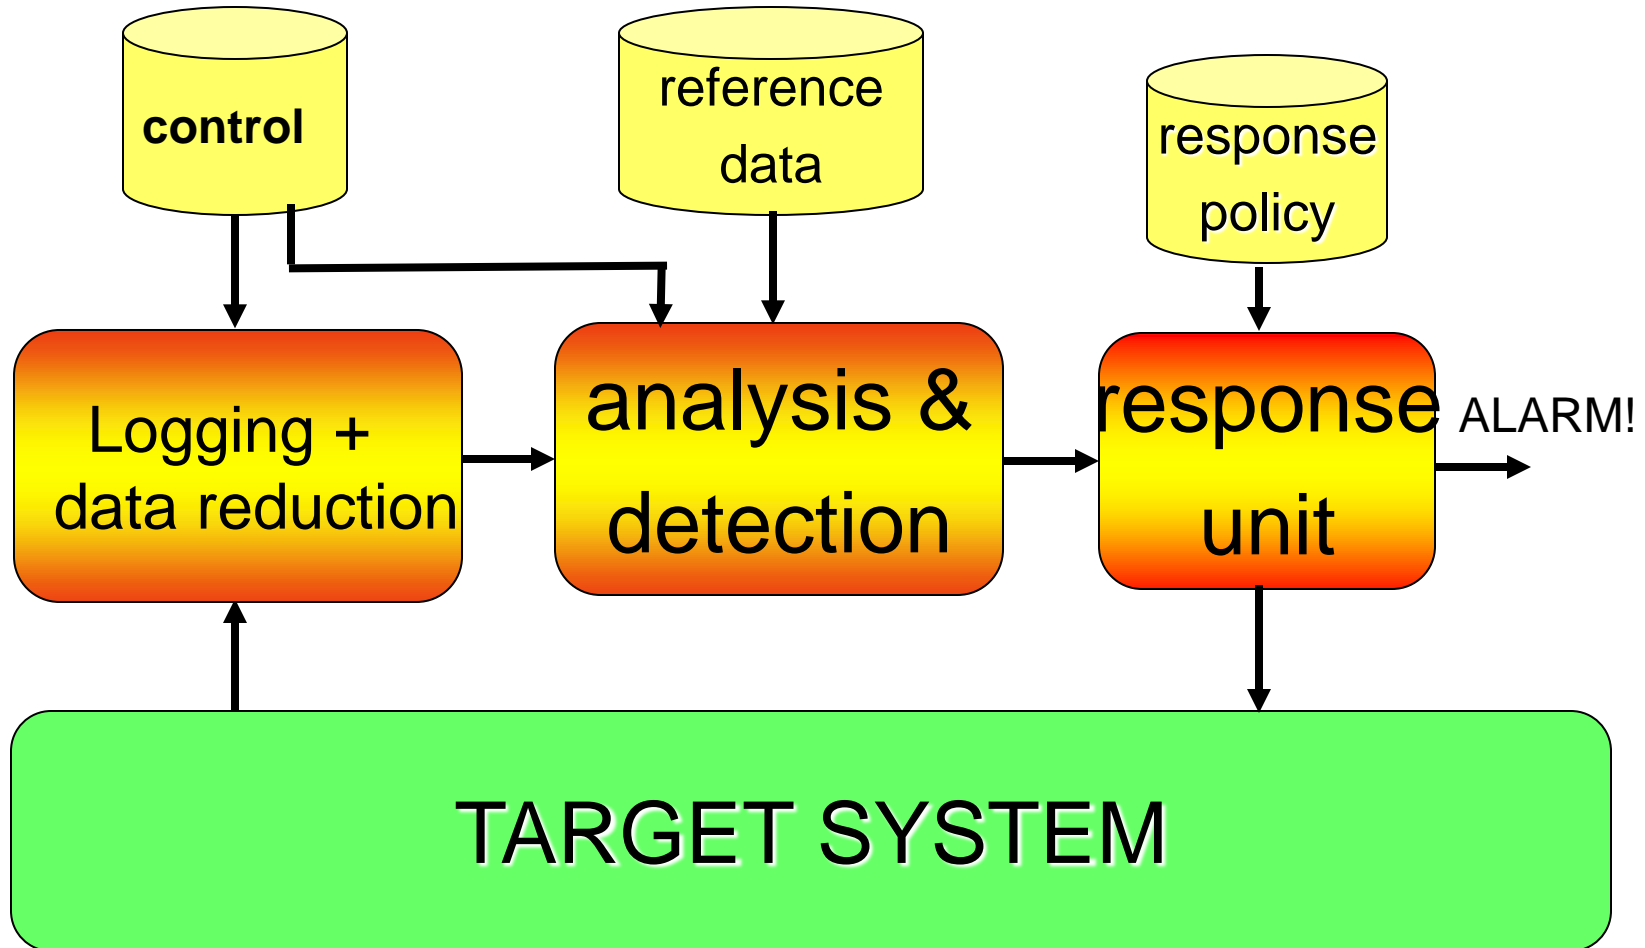 control
reference
data
response
policy
Logging +
data reduction
analysis &
detection
response
unit
ALARM!
TARGET SYSTEM